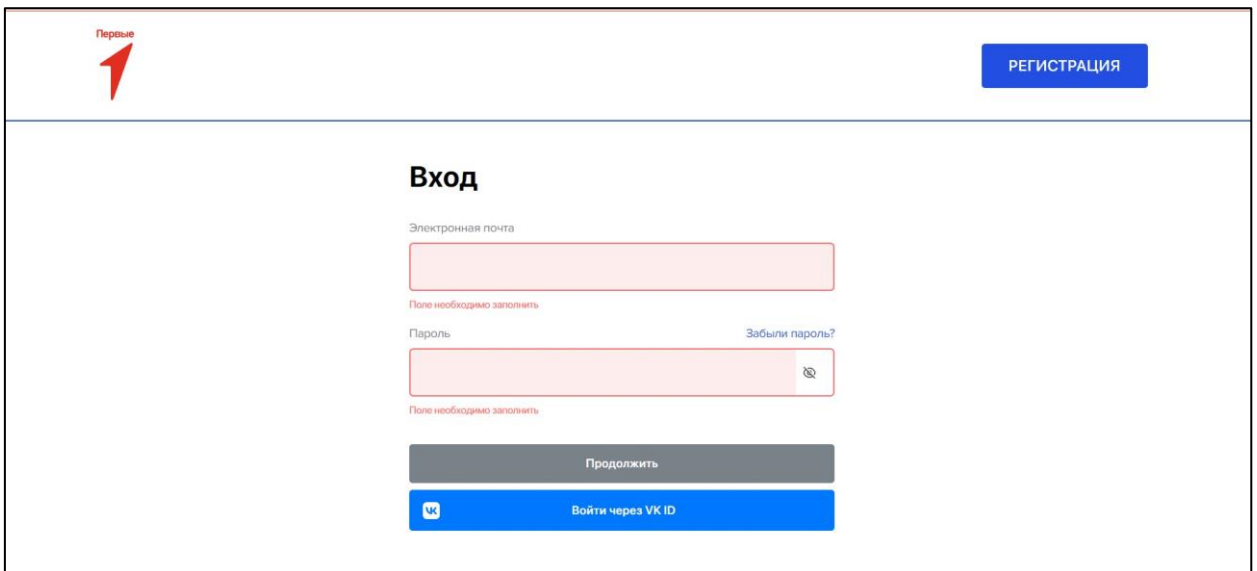 Первые
РЕГИСТРАЦИЯ
Вход
Электронная почта
Поле необходимо заполнить
Пароль Забыли пароль?
Поле необходимо заполнить
Продолжить
Войти через VK ID